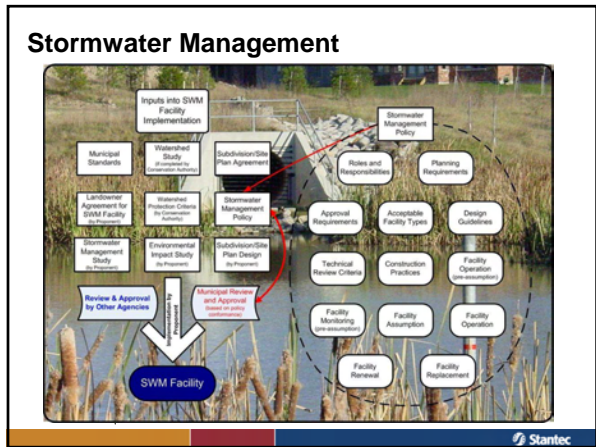 Stormwater Management
Inputs into SWM
Facility
Implementation
Municipal
Standards
Watershed
Study
(if completed by
Conservation Authority)
Subdivision/Site
Plan Agreement
Landowner
Agreement for
SWM Facility
(by Proponent)
Watershed
Protection Criteria
(by Conservation
Authority)
Stormwater
Management
Policy
Stormwater
Management
Study
(by Proponent)
Environmental
Impact Study
(by Proponent)
Subdivision/Site
Plan Design
(by Proponent)
Review & Approval
by Other Agencies
Implementation by
Proponent
Municipal Review
and Approval
(based on policy
conformance)
SWM Facility
Stormwater
Management
Policy
Roles and
Responsibilities
Planning
Requirements
Approval
Requirements
Acceptable
Facility Types
Design
Guidelines
Technical
Review Criteria
Construction
Practices
Facility
Operation
(pre-assumption)
Facility
Monitoring
(pre-assumption)
Facility
Assumption
Facility
Operation
Facility
Renewal
Facility
Replacement
Stantec